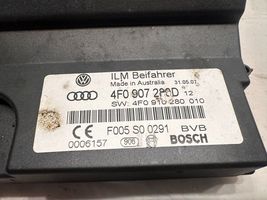 ILM Beifahrer
Made in Australia 31.05.07
4F0 907 280D 12
SW: 4F0 910 280 010
F005 S0 0291 BVB
0006157 906 BOSCH